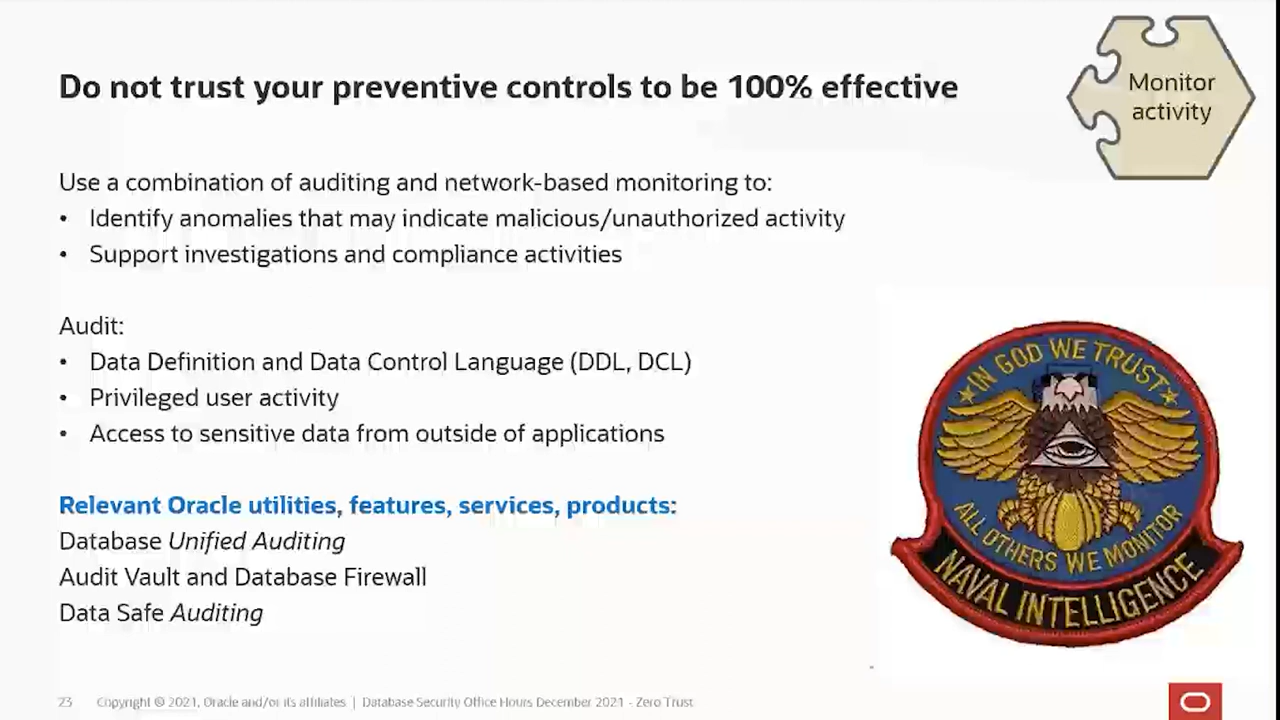 Do not trust your preventive controls to be 100% effective
Monitor
activity
Use a combination of auditing and network-based monitoring to:
• Identify anomalies that may indicate malicious/unauthorized activity
• Support investigations and compliance activities
Audit:
• Data Definition and Data Control Language (DDL, DCL)
• Privileged user activity
• Access to sensitive data from outside of applications
Relevant Oracle utilities, features, services, products:
Database Unified Auditing
Audit Vault and Database Firewall
Data Safe Auditing
IN GOD WE TRUST
ALL OTHERS WE MONITOR
NAVAL INTELLIGENCE
23 Copyright © 2021, Oracle and/or its affiliates | Database Security Office Hours December 2021 - Zero Trust